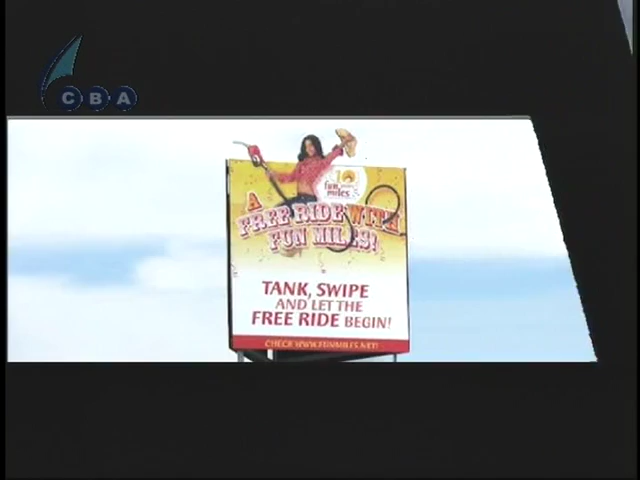 CBA
10
fun
miles
A
FREE RIDE WITH
FUN MILES!
TANK, SWIPE
AND LET THE
FREE RIDE BEGIN!
CHECK WWW.FUNMILES.NET!